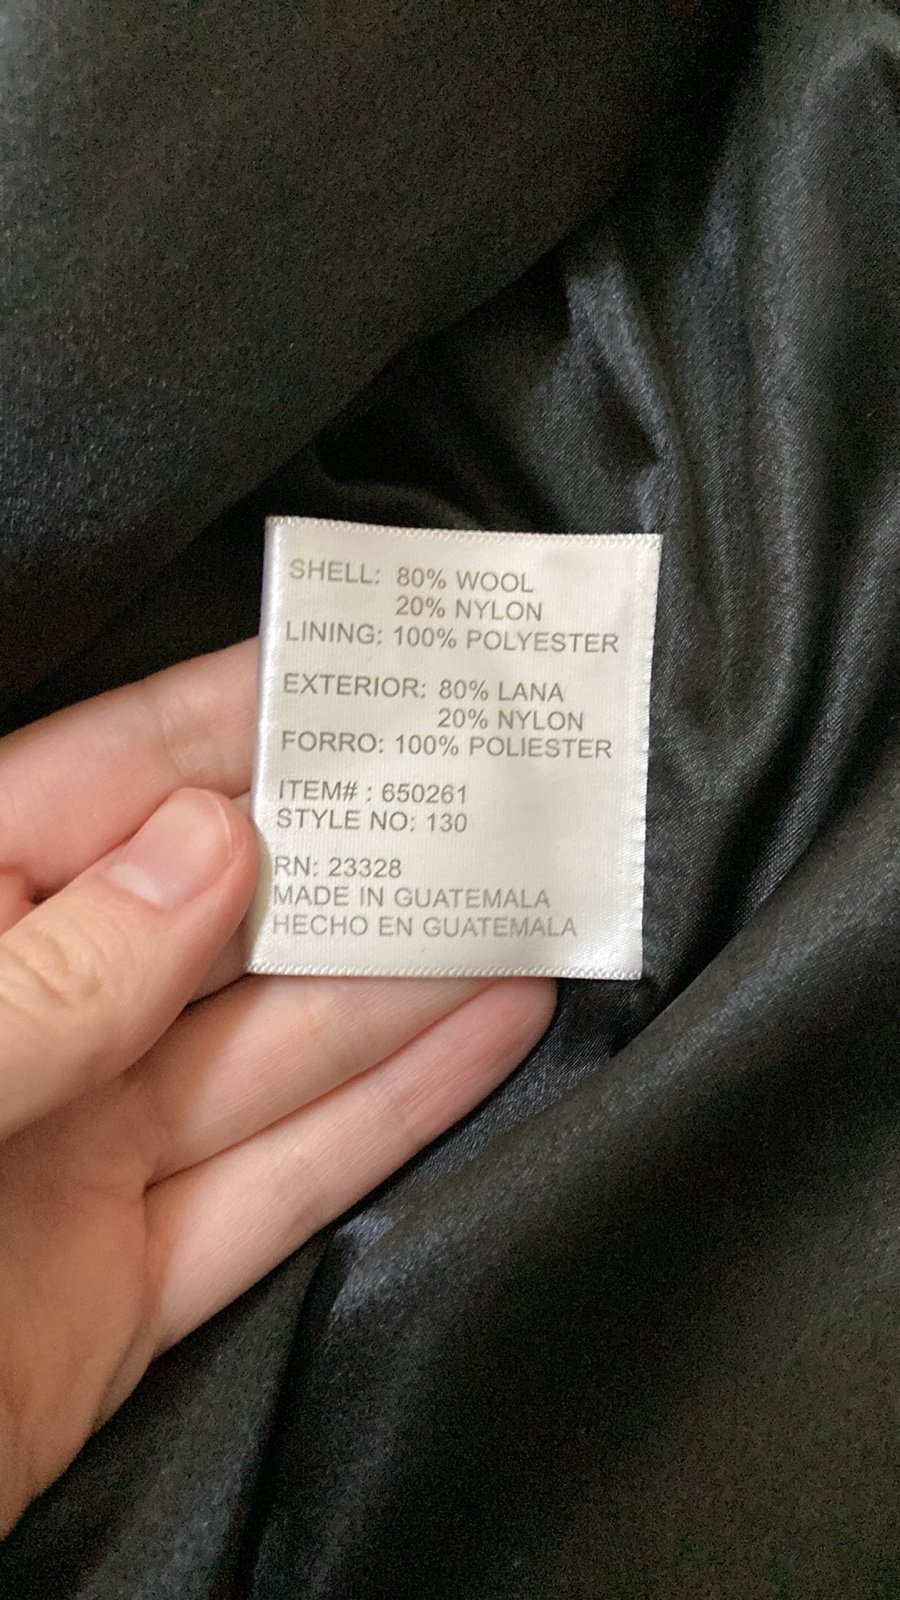 SHELL: 80% WOOL
20% NYLON
LINING: 100% POLYESTER
EXTERIOR: 80% LANA
20% NYLON
FORRO: 100% POLIESTER
ITEM# : 650261
STYLE NO: 130
RN: 23328
MADE IN GUATEMALA
HECHO EN GUATEMALA